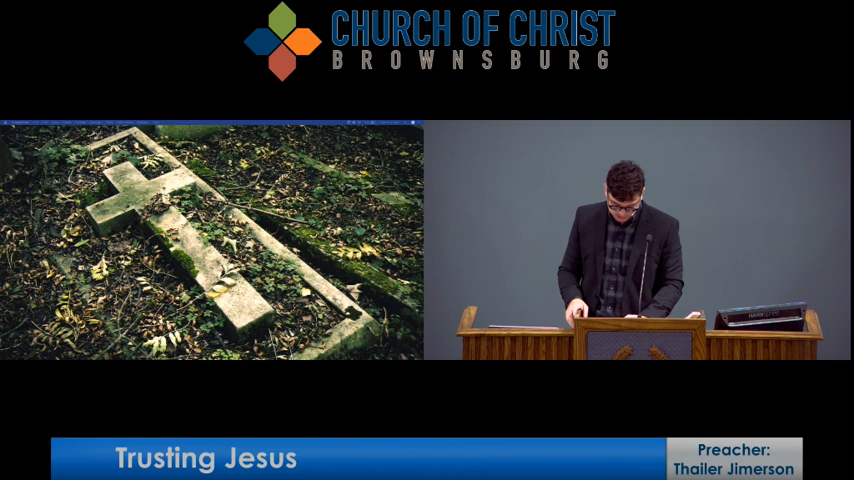 CHURCH OF CHRIST
BROWNSBURG
Trusting Jesus
Preacher:
Thailer Jimerson